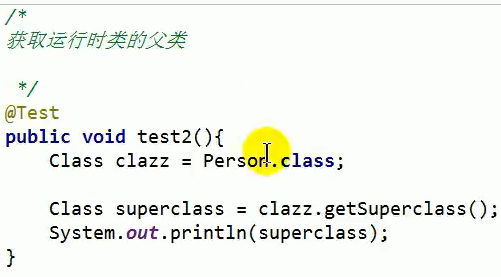 /*
获取运行时类的父类
*/
@Test
public void test2(){
Class clazz = Person.class;
Class superclass = clazz.getSuperclass();
System.out.println(superclass);
}